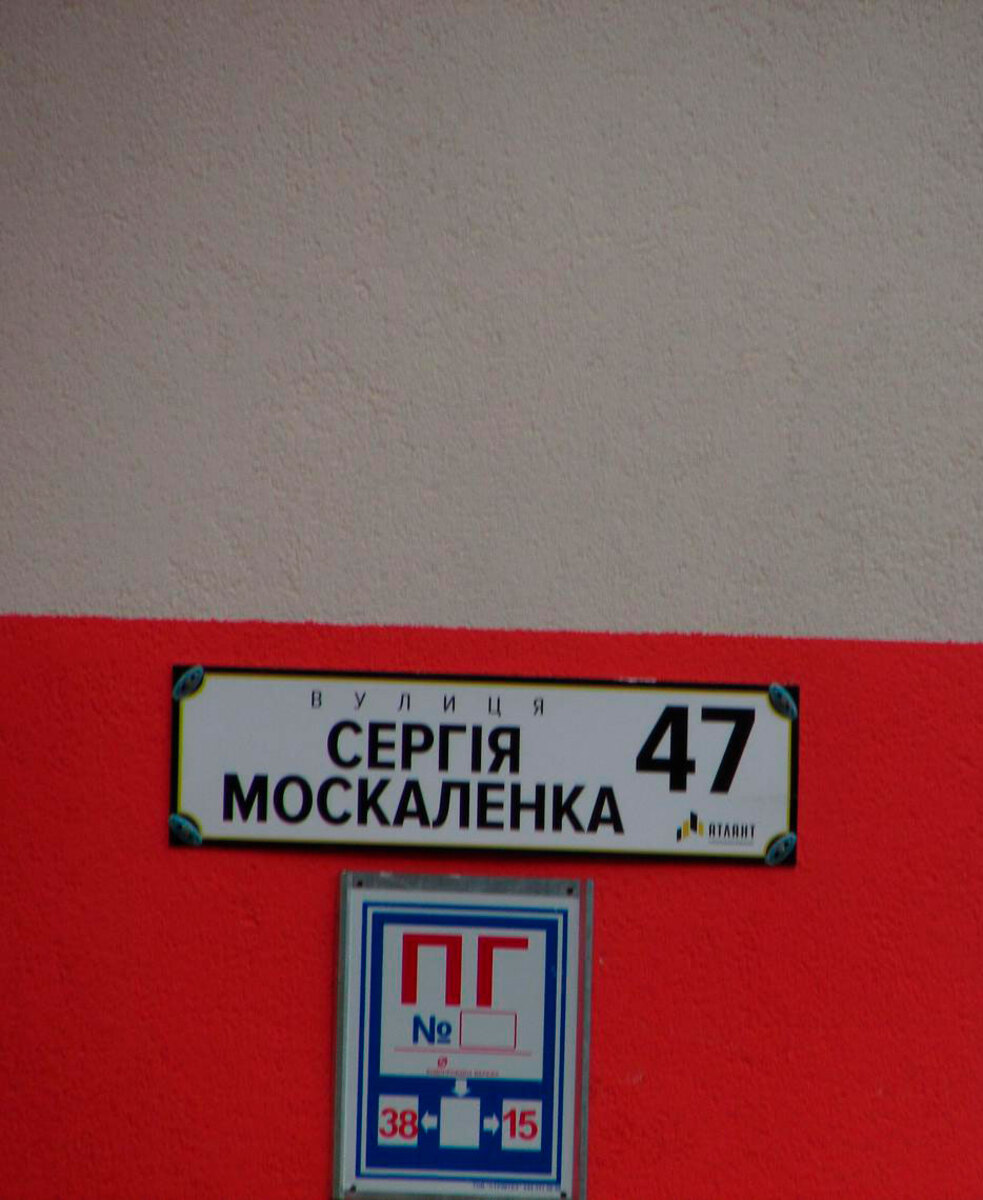 ВУЛИЦЯ
СЕРГІЯ
МОСКАЛЕНКА
47
АТЛАНТ
ПГ
№
38
15